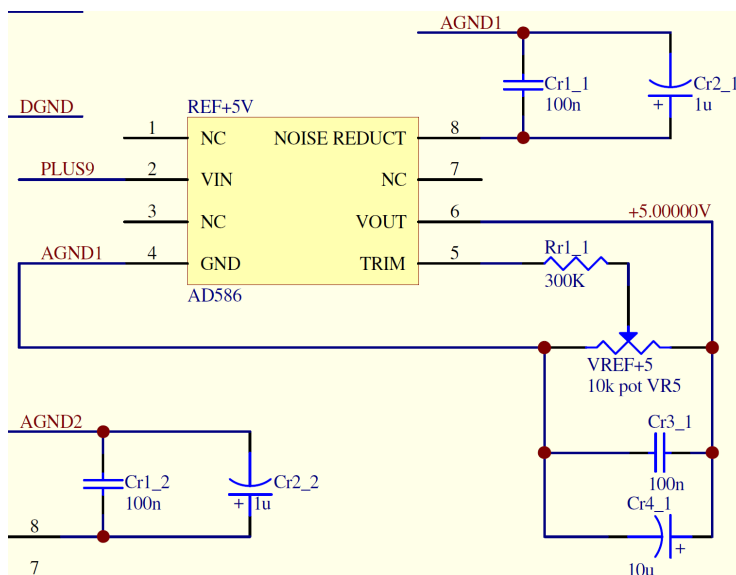 AGND1
Cr1_1
100n
Cr2_1
+ 1u
DGND
REF+5V
1 NC NOISE REDUCT 8
PLUS9 2 VIN NC 7
3 NC VOUT 6 +5.00000V
AGND1 4 GND TRIM 5
Rr1_1
300K
AD586
VREF+5
10k pot VR5
AGND2
Cr1_2
100n
Cr2_2
+ 1u
8
7
Cr3_1
100n
Cr4_1
+
10u